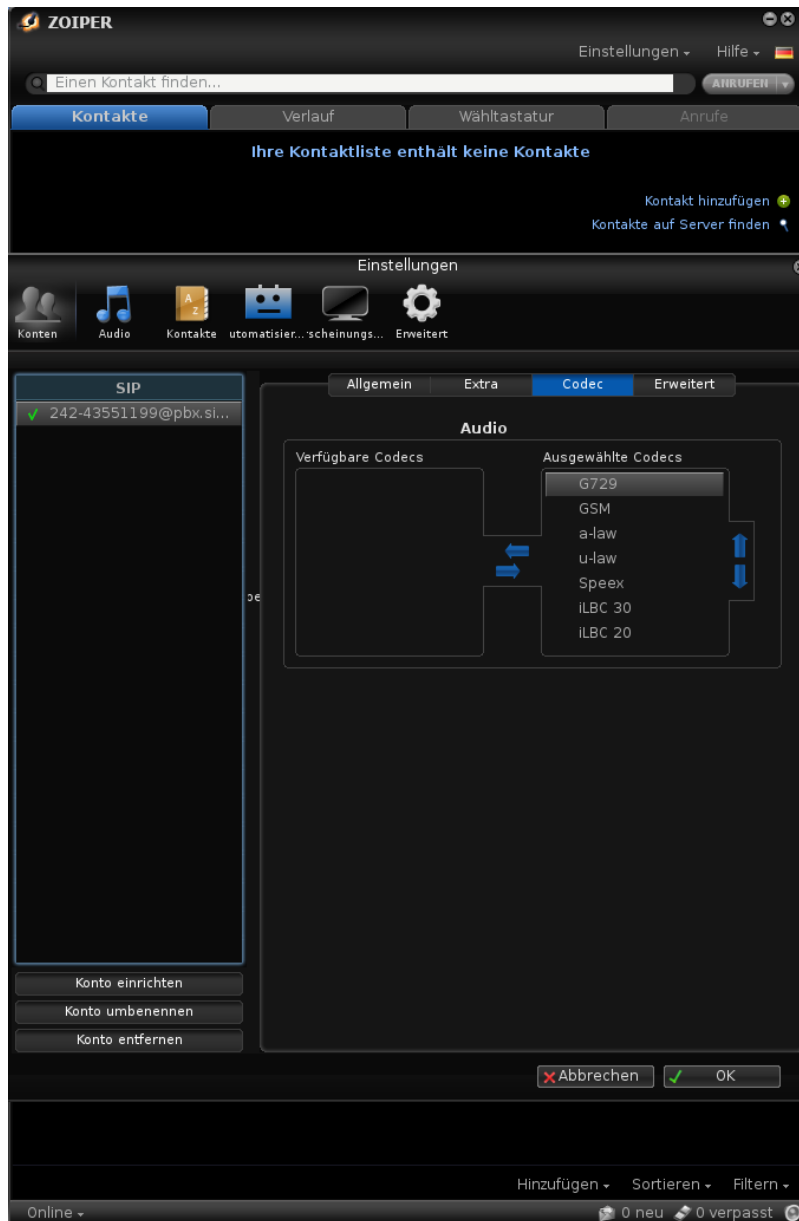 ZOIPER
Einstellungen Hilfe
Einen Kontakt finden...
ANRUFEN
Kontakte Verlauf Wähltastatur Anrufe
Ihre Kontaktliste enthält keine Kontakte
Kontakt hinzufügen
Kontakte auf Server finden
Einstellungen
A
Z
Konten Audio Kontakte utomatisier... scheinungs... Erweitert
SIP
Allgemein Extra Codec Erweitert
242-43551199@pbx.si...
Audio
Verfügbare Codecs Ausgewählte Codecs
G729
GSM
a-law
u-law
Speex
be
iLBC 30
iLBC 20
Konto einrichten
Konto umbenennen
Konto entfernen
Abbrechen OK
Hinzufügen Sortieren Filtern
Online 0 neu 0 verpasst